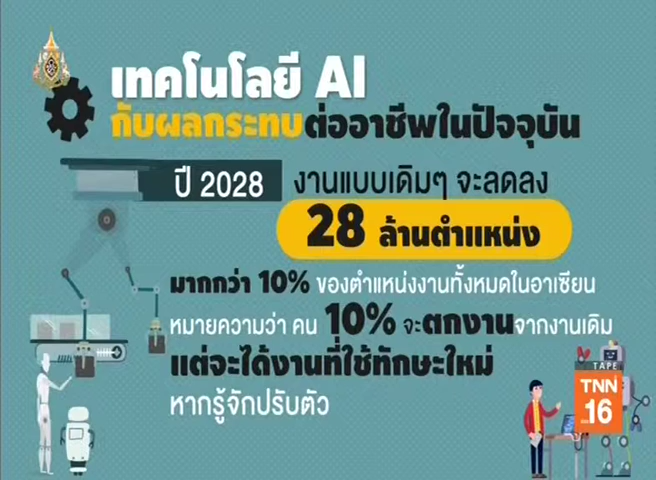 เทคโนโลยี AI
กับผลกระทบต่ออาชีพในปัจจุบัน
ปี 2028 งานแบบเดิมๆ จะลดลง
28 ล้านตำแหน่ง
มากกว่า 10% ของตำแหน่งงานทั้งหมดในอาเซียน
หมายความว่า คน 10% จะตกงานจากงานเดิม
แต่จะได้งานที่ใช้ทักษะใหม่
หากรู้จักปรับตัว
TAPE
TNN
16